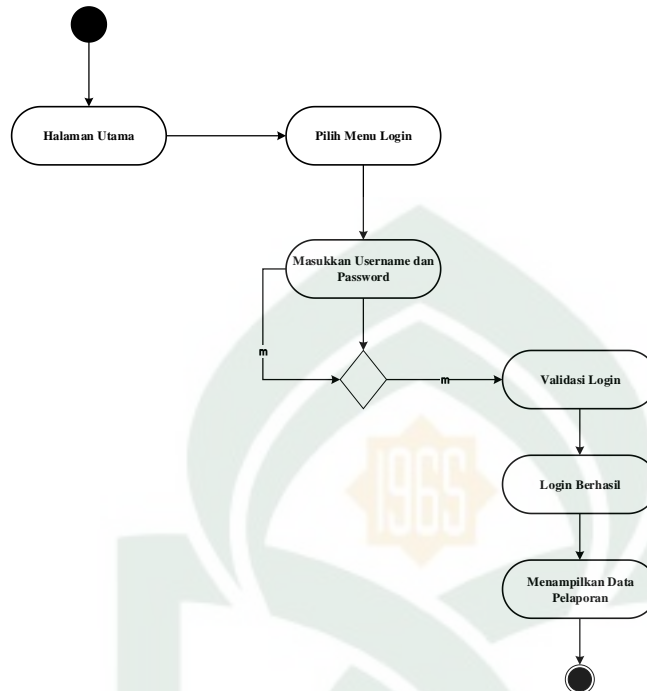 Halaman Utama
Pilih Menu Login
Masukkan Username dan
Password
m
m
Validasi Login
1965
Login Berhasil
Menampilkan Data
Pelaporan